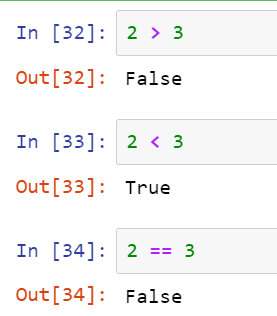 In [32]: 2 > 3
Out[32]: False
In [33]: 2 < 3
Out[33]: True
In [34]: 2 == 3
Out[34]: False